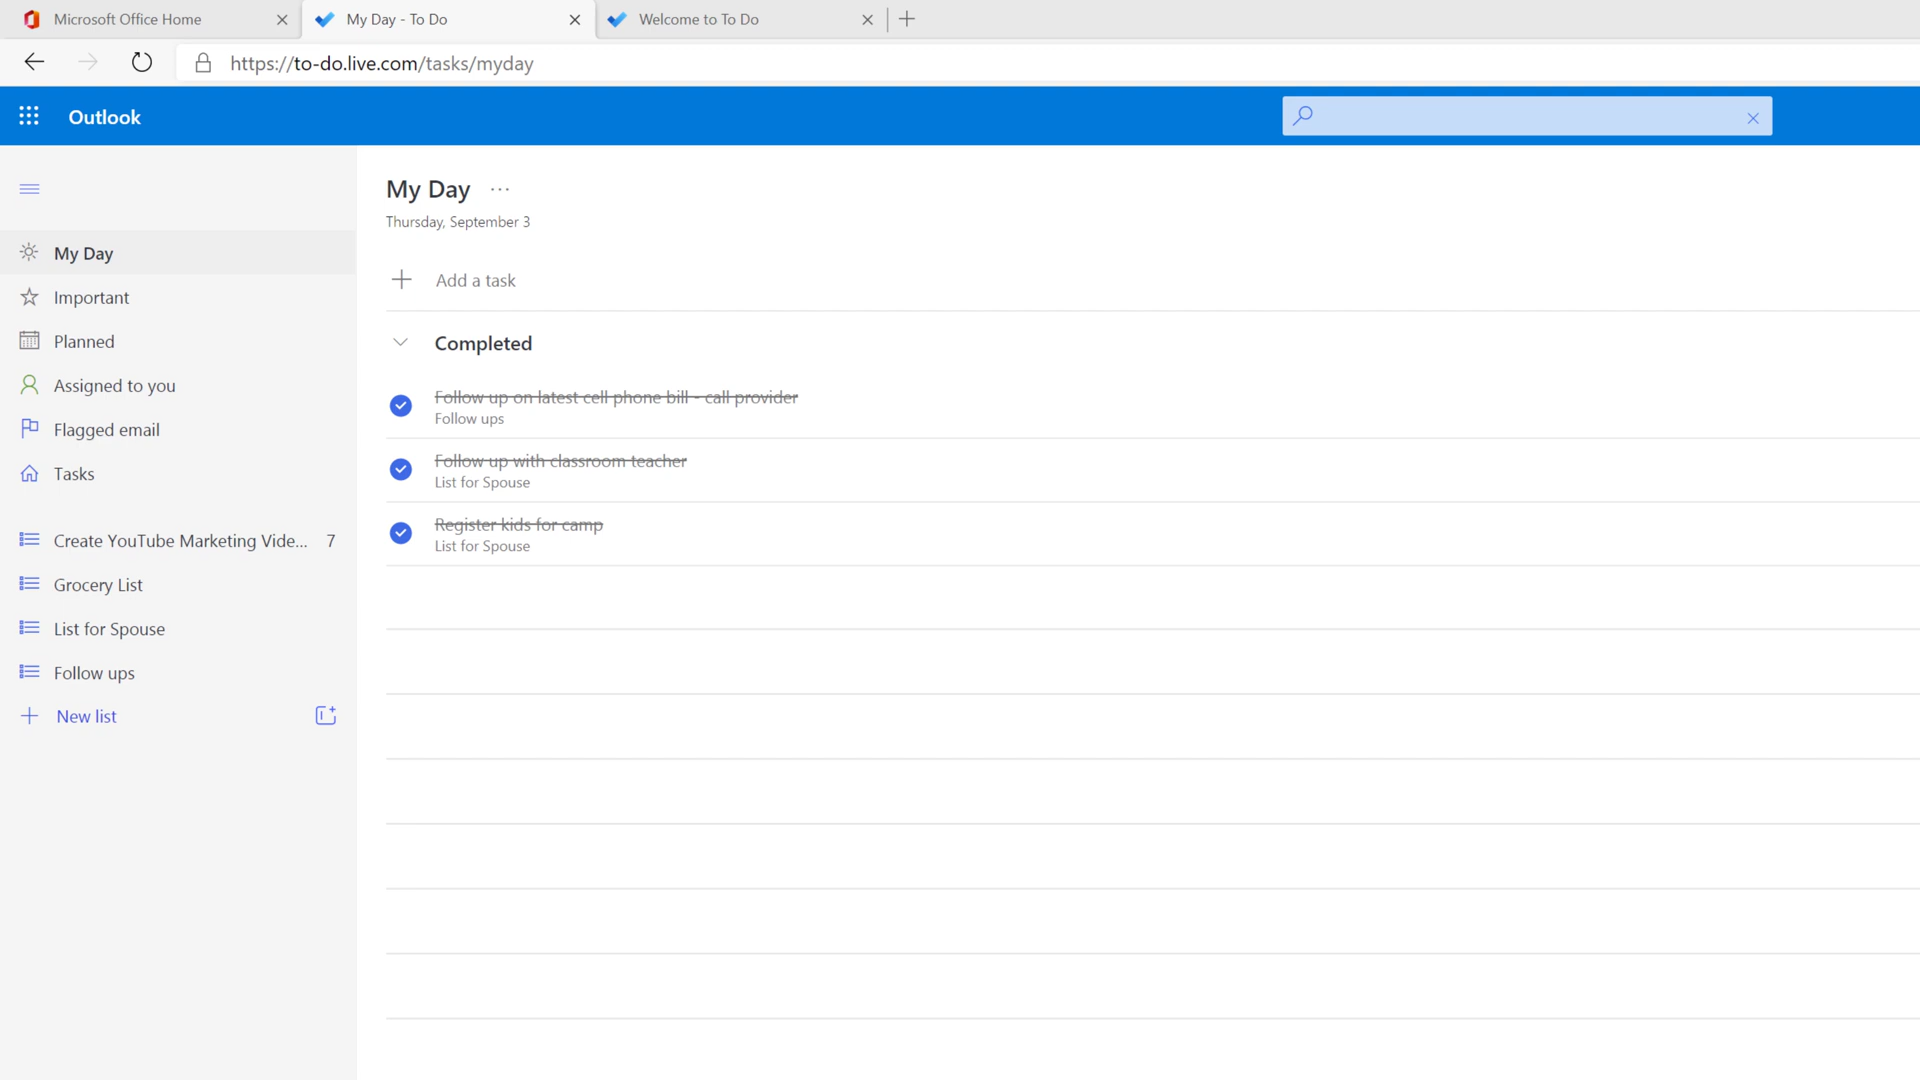 Microsoft Office Home
My Day - To Do
Welcome to To Do
https://to-do.live.com/tasks/myday
Outlook
My Day
Important
Planned
Assigned to you
Flagged email
Tasks
Create YouTube Marketing Vide... 7
Grocery List
List for Spouse
Follow ups
New list
My Day ...
Thursday, September 3
Add a task
Completed
Follow up on latest cell phone bill - call provider
Follow ups
Follow up with classroom teacher
List for Spouse
Register kids for camp
List for Spouse